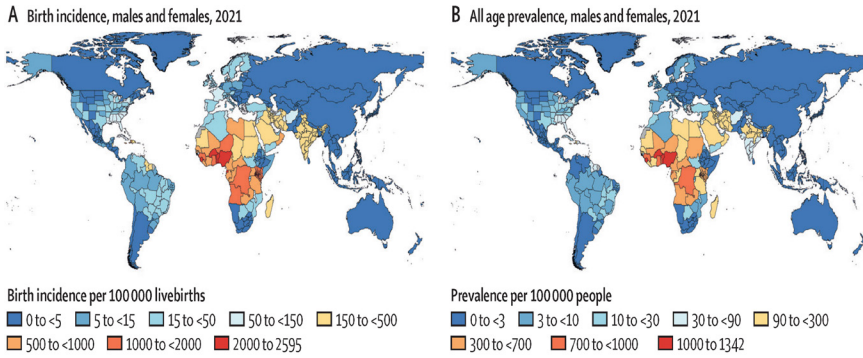 A Birth incidence, males and females, 2021
B All age prevalence, males and females, 2021
Birth incidence per 100 000 livebirths
0 to <5 5 to <15 15 to <50 50 to <150 150 to <500
500 to <1000 1000 to <2000 2000 to 2595
Prevalence per 100 000 people
0 to <3 3 to <10 10 to <30 30 to <90 90 to <300
300 to <700 700 to <1000 1000 to 1342